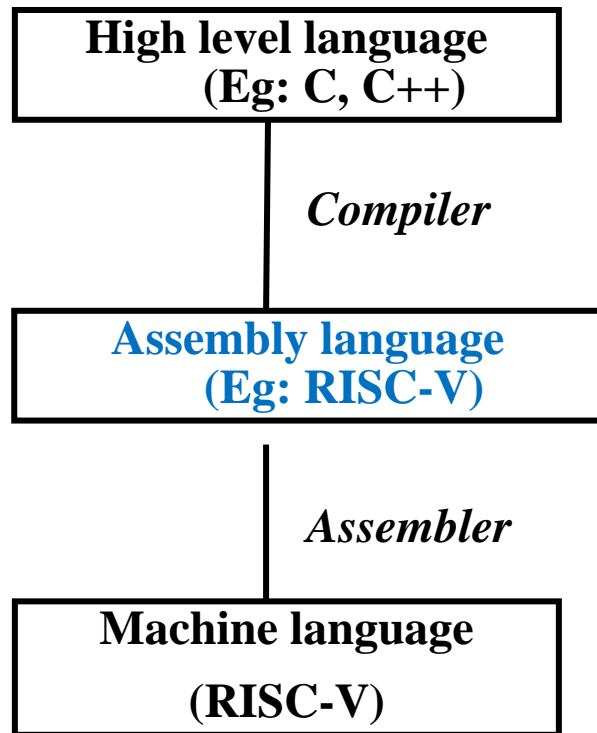 High level language
(Eg: C, C++)
Compiler
Assembly language
(Eg: RISC-V)
Assembler
Machine language
(RISC-V)